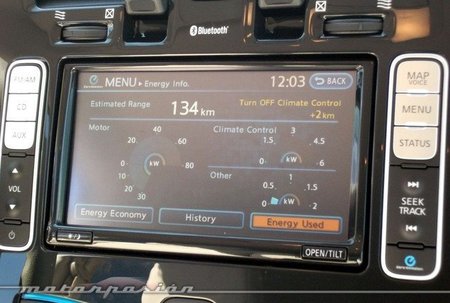 Bluetooth
FM/AM
CD
AUX
VOL
MENU ▸ Energy Info.
12:03
BACK
Estimated Range
134 km
Turn OFF Climate Control
+2km
Motor
40
20
60
0
kW
80
10
20
30
Climate Control
3
1.5
4.5
0
kW
6
Other
1
0.5
1.5
0
kW
2
Energy Economy
History
Energy Used
OPEN/TILT
MAP
VOICE
MENU
STATUS
SEEK
TRACK
motorpasión